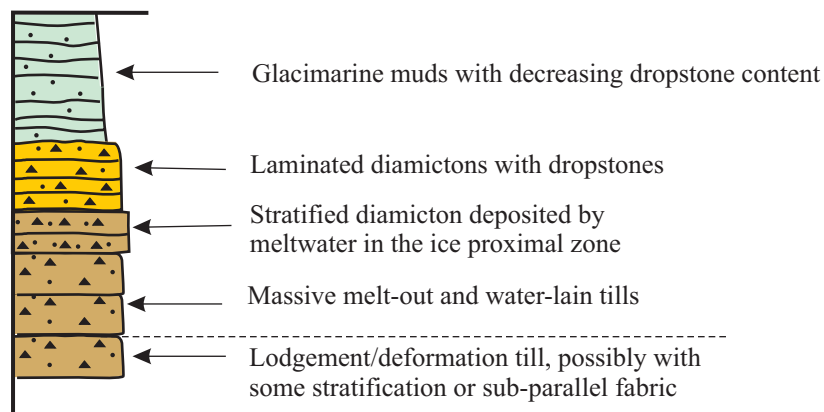 Glacimarine muds with decreasing dropstone content
Laminated diamictons with dropstones
Stratified diamicton deposited by
meltwater in the ice proximal zone
Massive melt-out and water-lain tills
Lodgement/deformation till, possibly with
some stratification or sub-parallel fabric